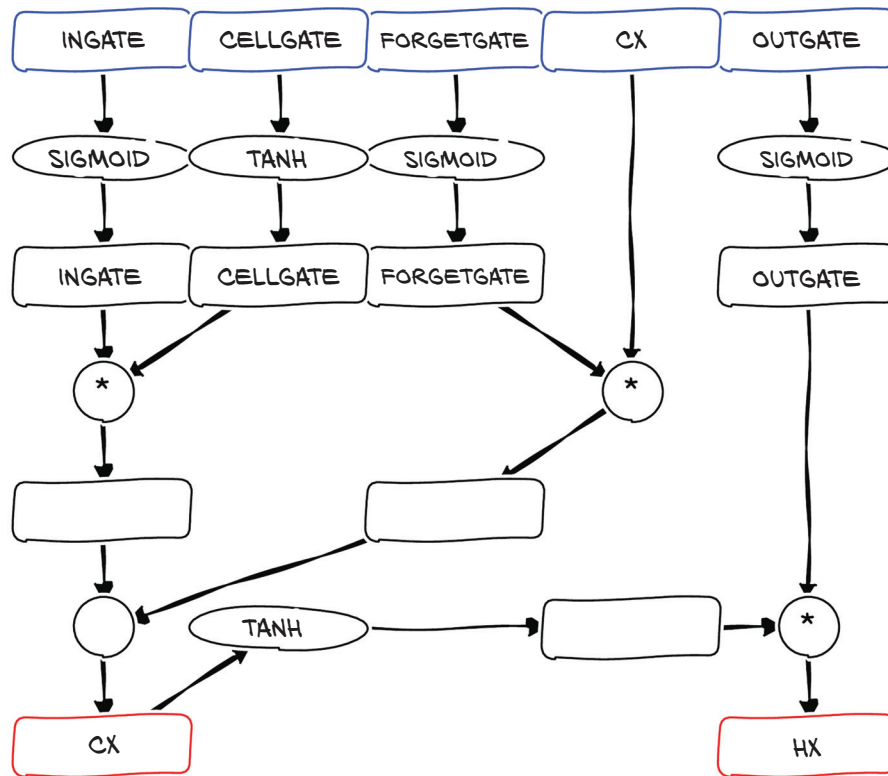 INGATE CELLGATE FORGETGATE CX OUTGATE
SIGMOID TANH SIGMOID SIGMOID
INGATE CELLGATE FORGETGATE OUTGATE
* *
TANH *
CX HX